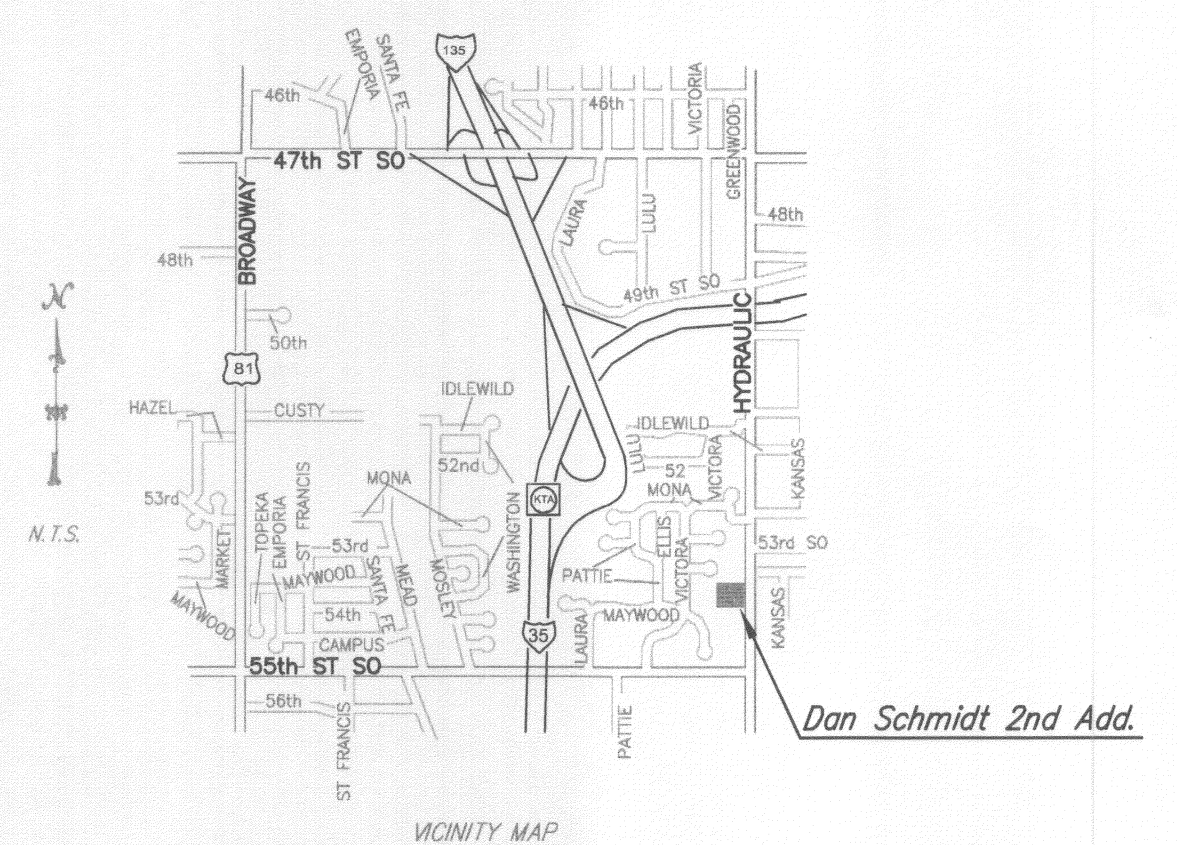 135
EMPORIA
SANTA FE
46th
46th
VICTORIA
GREENWOOD
47th ST SO
BROADWAY
LAURA
LULU
48th
48th
49th ST SO
HYDRAULIC
N
50th
81
HAZEL
CUSTY
IDLEWILD
IDLEWILD
52nd
LULU
52
VICTORA
KANSAS
MONA
MONA
53rd
KTA
N.T.S.
TOPEKA
EMPORIA
ST FRANCIS
WASHINGTON
ELLIS
53rd SO
53rd
MARKET
MAYWOOD
SANTA FE
MEAD
MOSLEY
PATTIE
VICTORA
MAYWOOD
54th
MAYWOOD
KANSAS
CAMPUS
35
LAURA
55th ST SO
56th
ST FRANCIS
PATTIE
Dan Schmidt 2nd Add.
VICINITY MAP